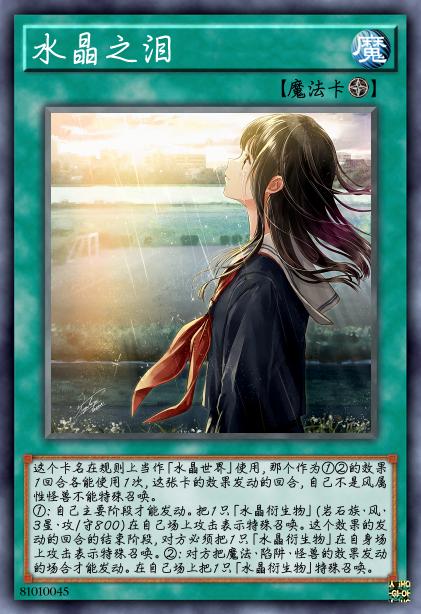 水晶之泪
魔
【魔法卡】
这个卡名在规则上当作「水晶世界」使用，那个作为①②的效果
1回合各能使用1次，这张卡的效果发动的回合，自己不是风属
性怪兽不能特殊召唤。
①：自己主要阶段才能发动。把1只「水晶衍生物」(岩石族·风·
3星·攻/守800)在自己场上攻击表示特殊召唤。这个效果的发
动的回合的结束阶段，对方必须把1只「水晶衍生物」在自身场
上攻击表示特殊召唤。②：对方把魔法·陷阱·怪兽的效果发动
的场合才能发动。在自己场上把1只「水晶衍生物」特殊召唤。
81010045